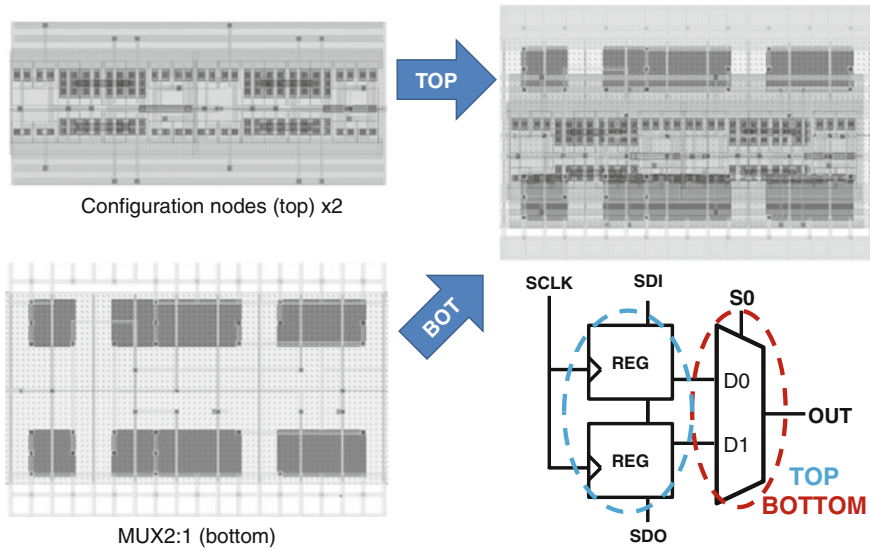 TOP
Configuration nodes (top) x2
BOT
MUX2:1 (bottom)
SCLK
SDI
S0
REG
D0
OUT
REG
D1
TOP
BOTTOM
SDO